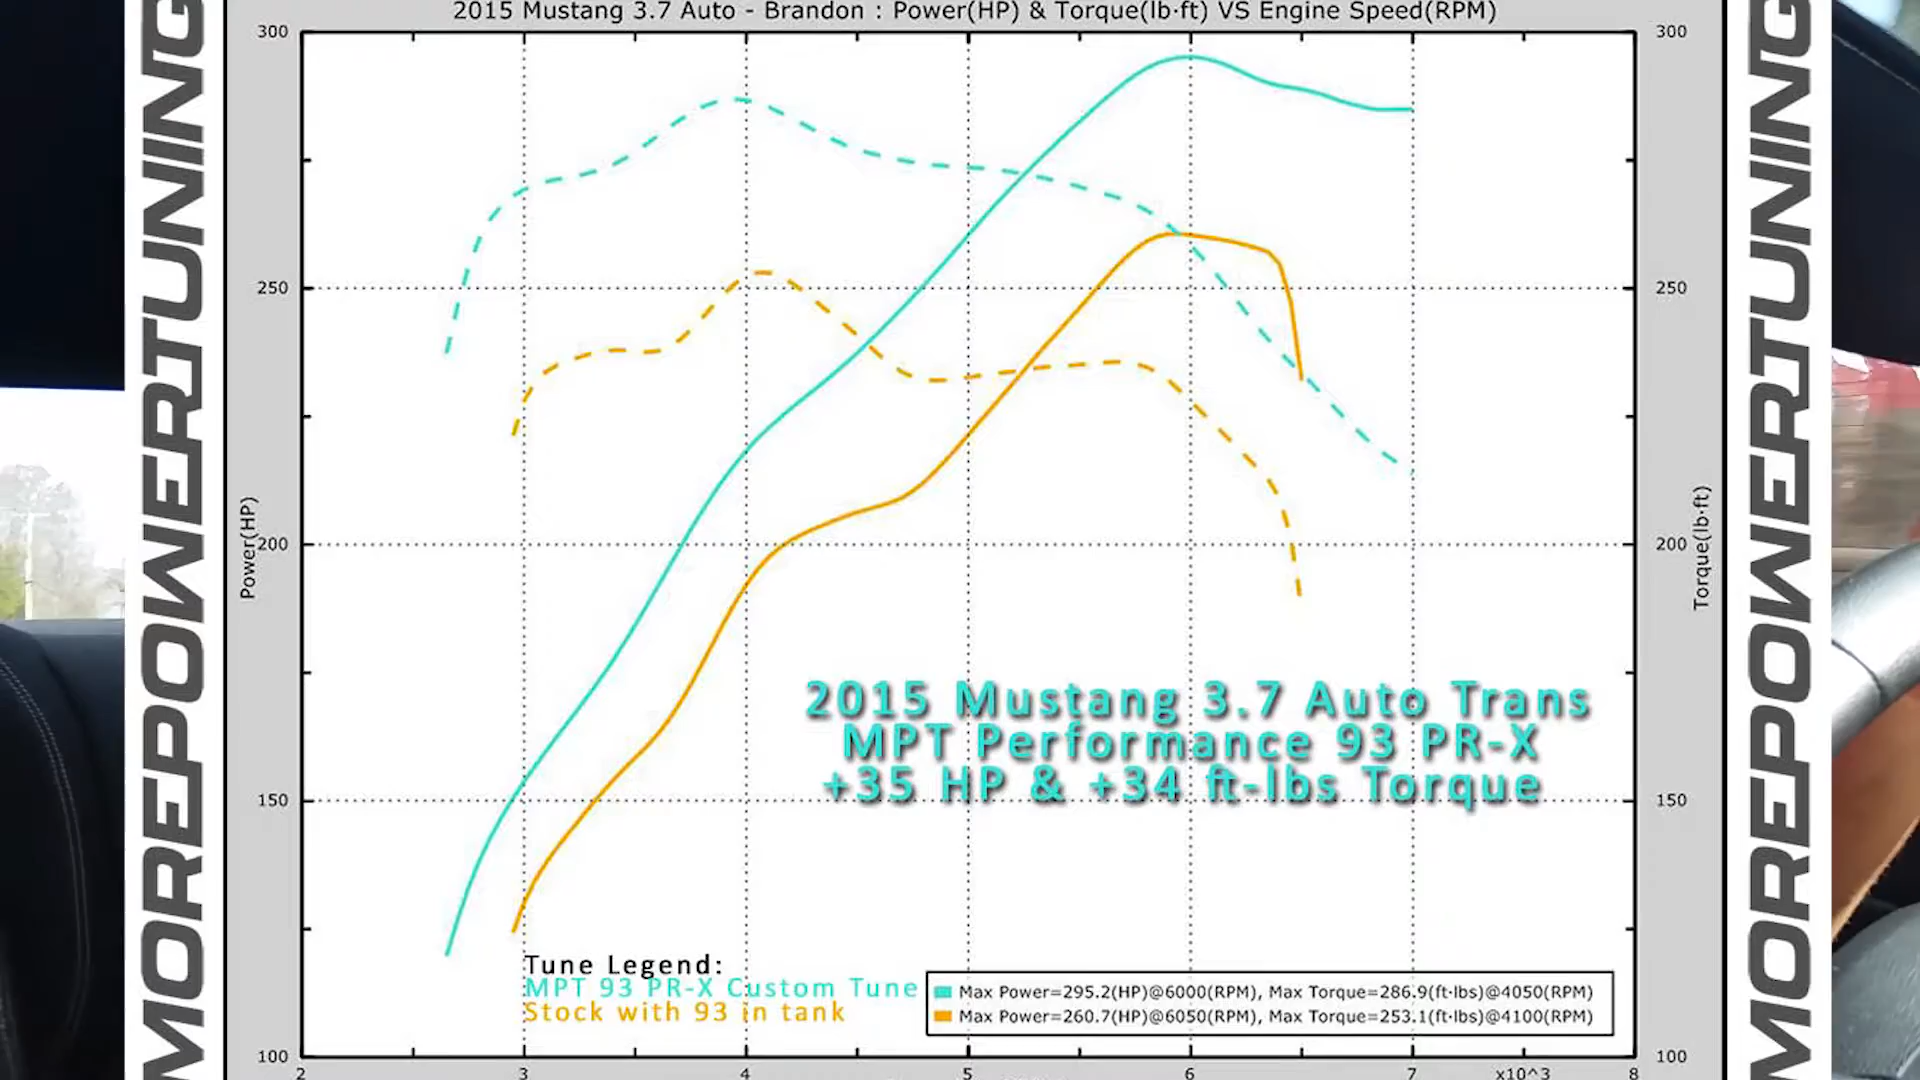 2015 Mustang 3.7 Auto - Brandon : Power(HP) & Torque(lb·ft) VS Engine Speed(RPM)
MOREPOWERTUNING
300
250
200
150
100
Power(HP)
2 3 4 5 6 7 x10^3 8
2015 Mustang 3.7 Auto Trans
MPT Performance 93 PR-X
+35 HP & +34 ft-lbs Torque
Tune Legend:
MPT 93 PR-X Custom Tune
Stock with 93 in tank
Max Power=295.2(HP)@6000(RPM), Max Torque=286.9(ft·lbs)@4050(RPM)
Max Power=260.7(HP)@6050(RPM), Max Torque=253.1(ft·lbs)@4100(RPM)
300
250
200
150
100
Torque(lb·ft)
MOREPOWERTUNING